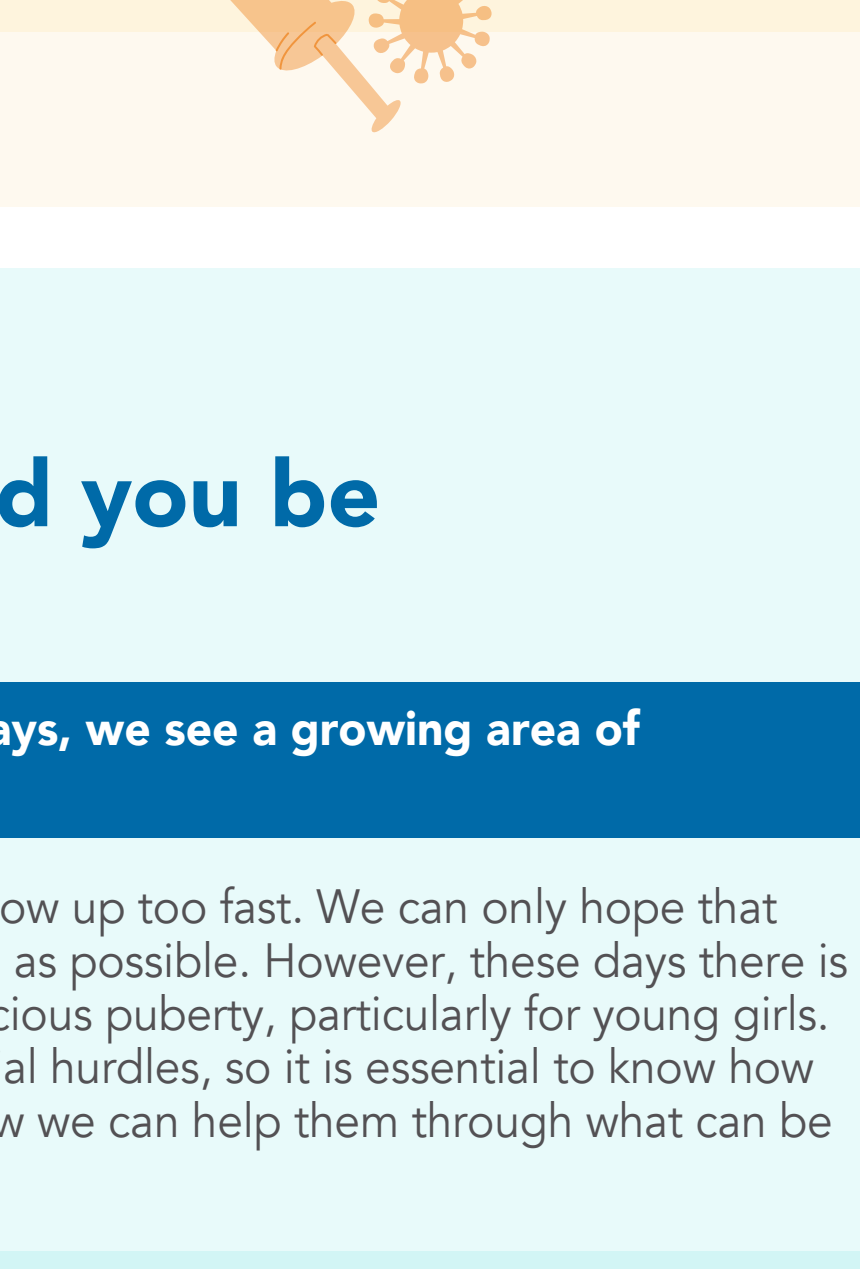 d you be
ays, we see a growing area of
ow up too fast. We can only hope that
as possible. However, these days there is
cious puberty, particularly for young girls.
al hurdles, so it is essential to know how
w we can help them through what can be